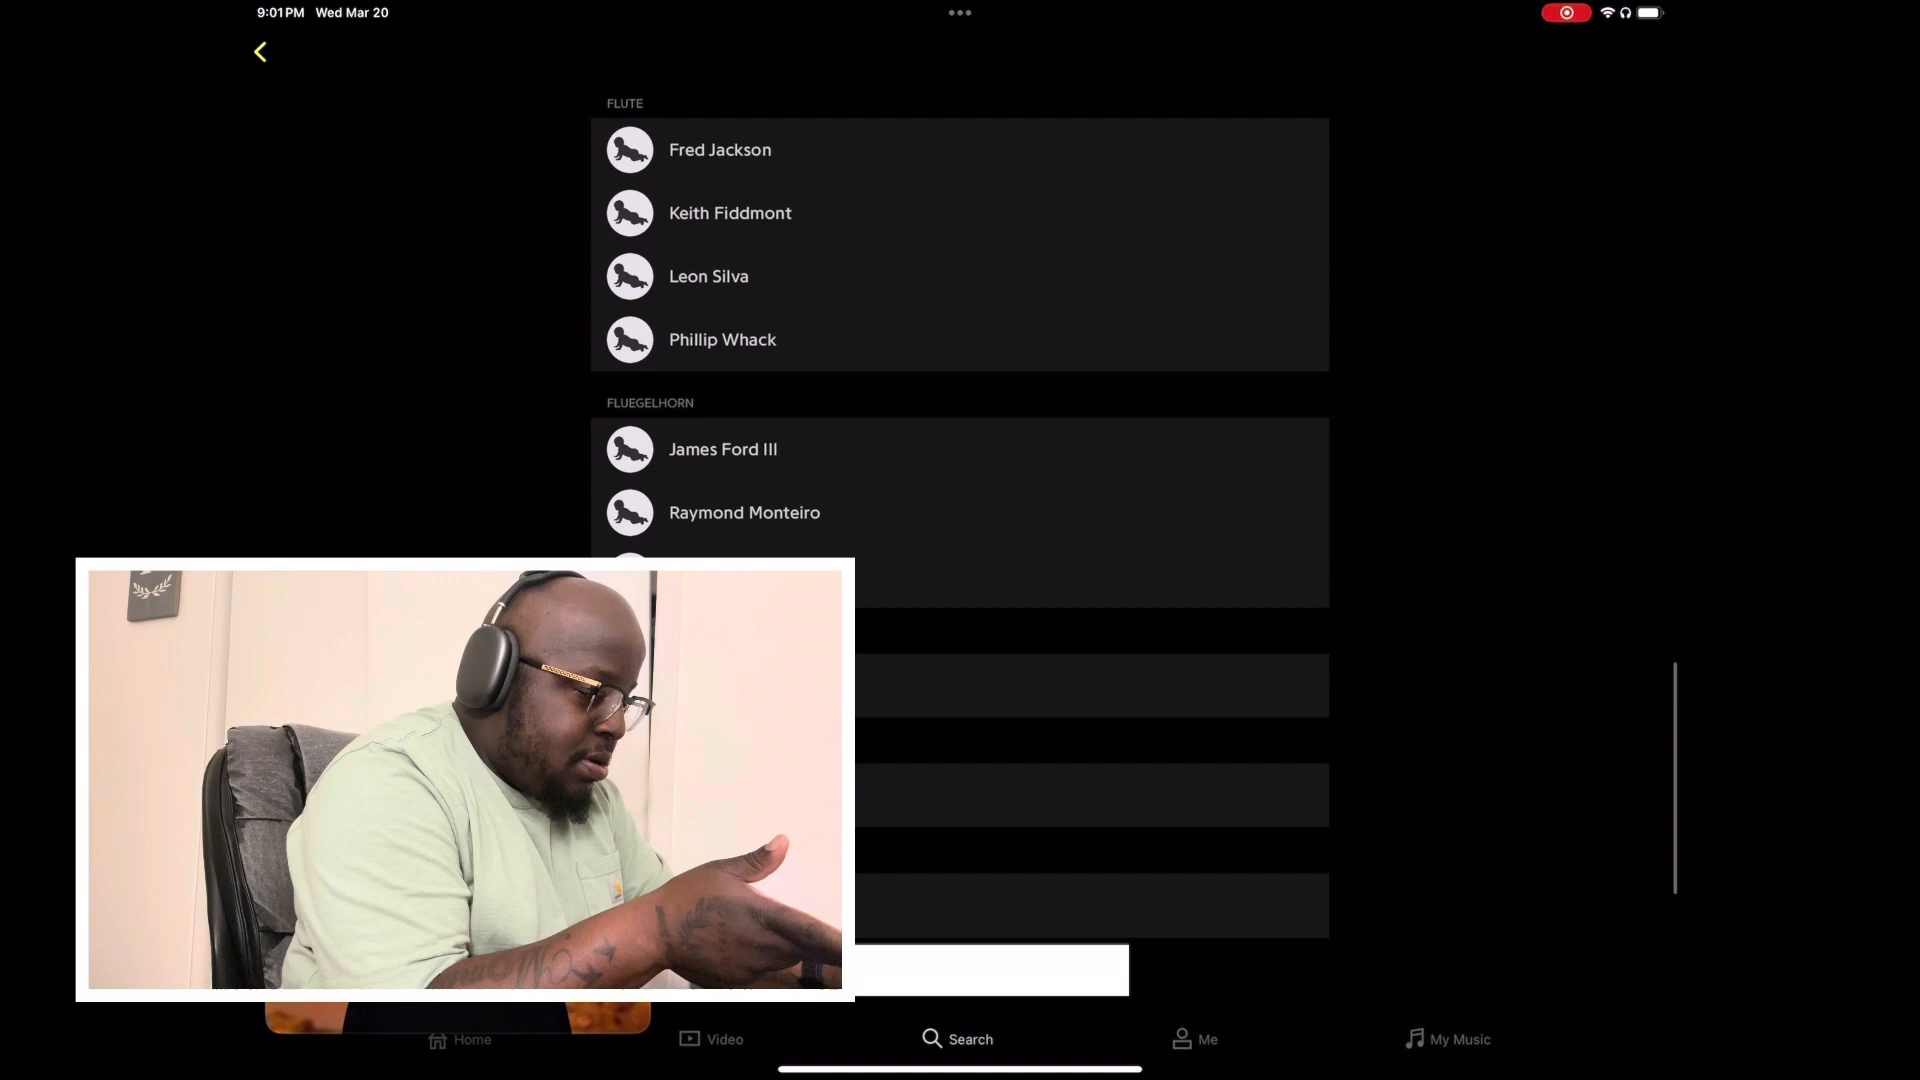 9:01 PM Wed Mar 20
FLUTE
Fred Jackson
Keith Fiddmont
Leon Silva
Phillip Whack
FLUEGELHORN
James Ford III
Raymond Monteiro
Home
Video
Search
Me
My Music